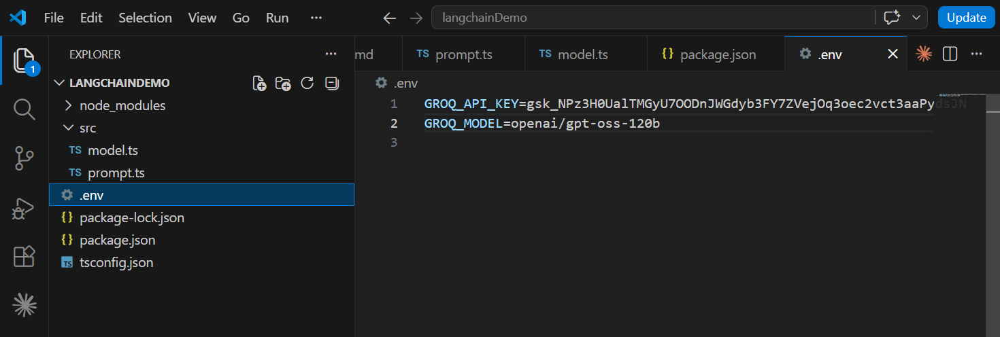 File Edit Selection View Go Run ··· langchainDemo Update
EXPLORER ···
md
TS prompt.ts
TS model.ts
{} package.json
.env
···
1
LANGCHAINDEMO
node_modules
src
TS model.ts
TS prompt.ts
.env
{} package-lock.json
{} package.json
TS tsconfig.json
.env
1 GROQ_API_KEY=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
2 GROQ_MODEL=openai/gpt-oss-120b
3